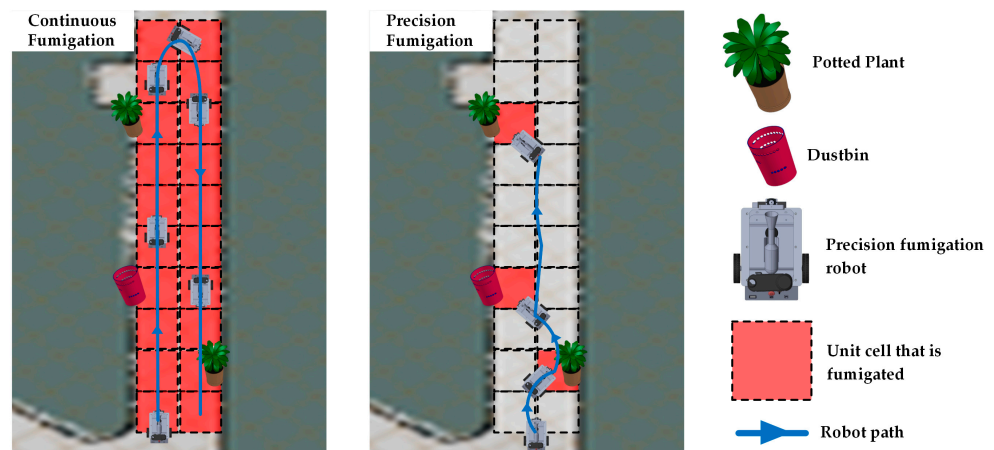 Continuous
Fumigation
Precision
Fumigation
Potted Plant
Dustbin
Precision fumigation
robot
Unit cell that is
fumigated
Robot path